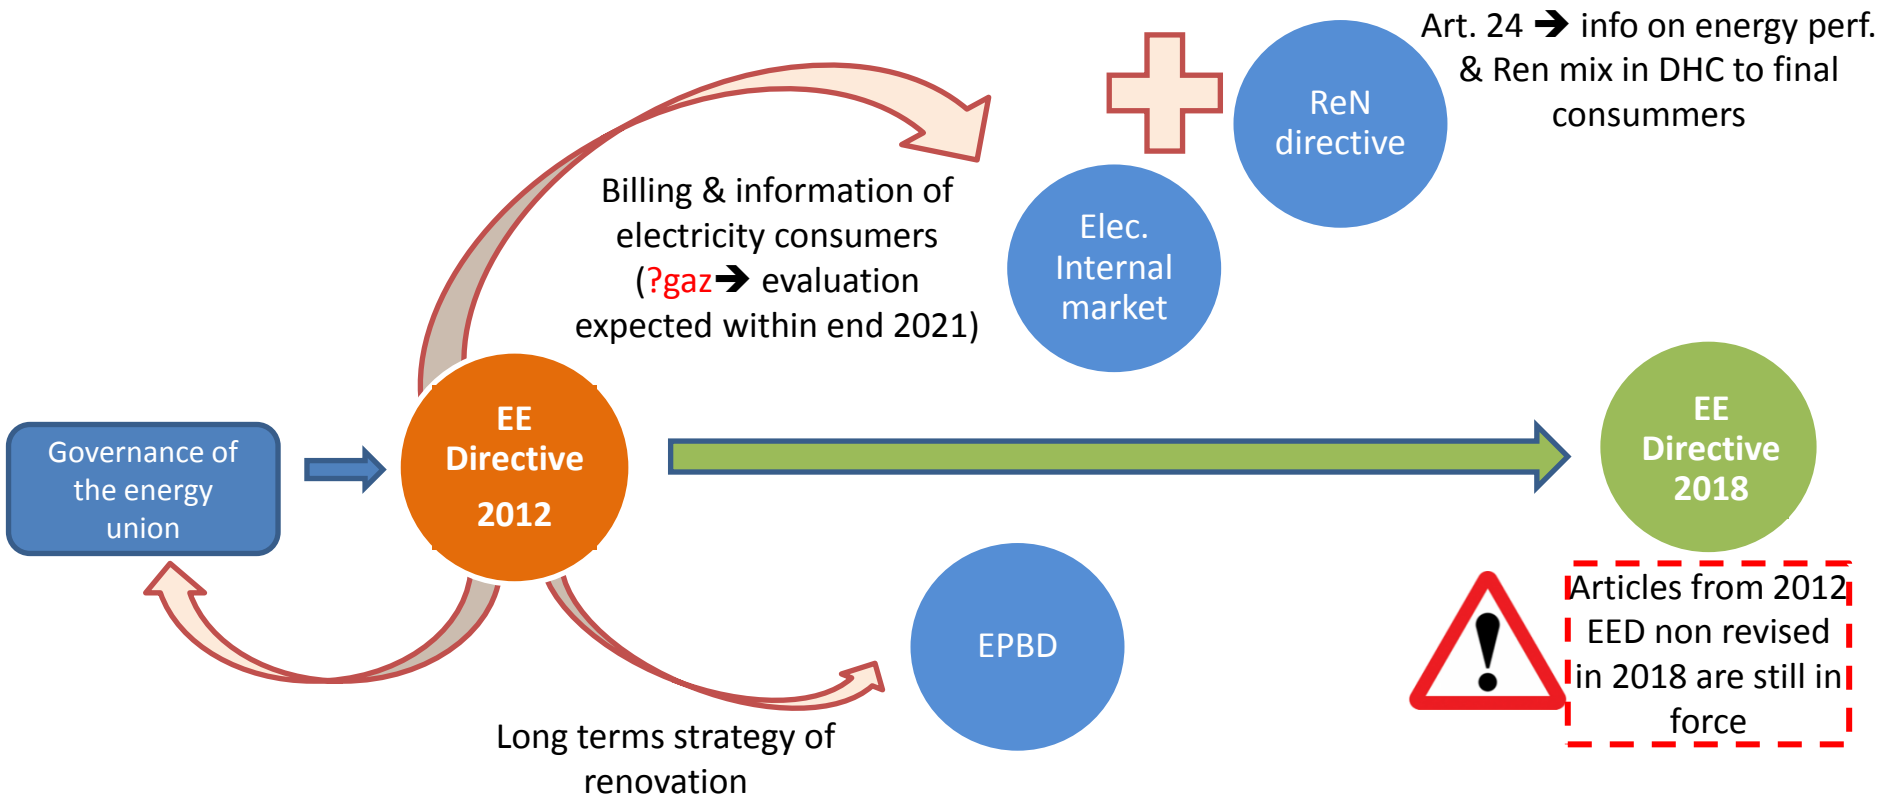 Art. 24 → info on energy perf.
& Ren mix in DHC to final
consummers
ReN
directive
Billing & information of
electricity consumers
(?gaz→ evaluation
expected within end 2021)
Elec.
Internal
market
Governance of
the energy
union
EE
Directive
2012
EE
Directive
2018
EPBD
Long terms strategy of
renovation
Articles from 2012
EED non revised
in 2018 are still in
force